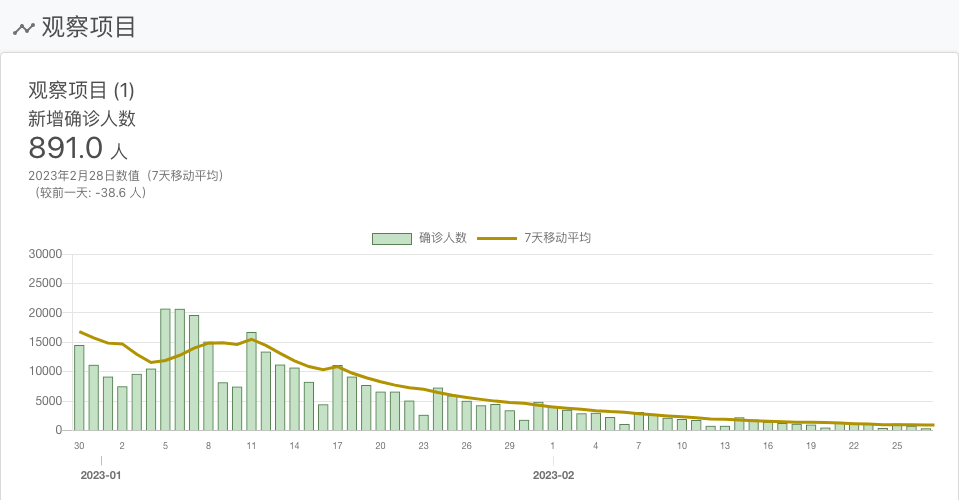 观察项目
观察项目 (1)
新增确诊人数
891.0 人
2023年2月28日数值（7天移动平均）
（较前一天: -38.6 人）
确诊人数 7天移动平均
30000
25000
20000
15000
10000
5000
0
30 2 5 8 11 14 17 20 23 26 29 1 4 7 10 13 16 19 22 25
2023-01 2023-02